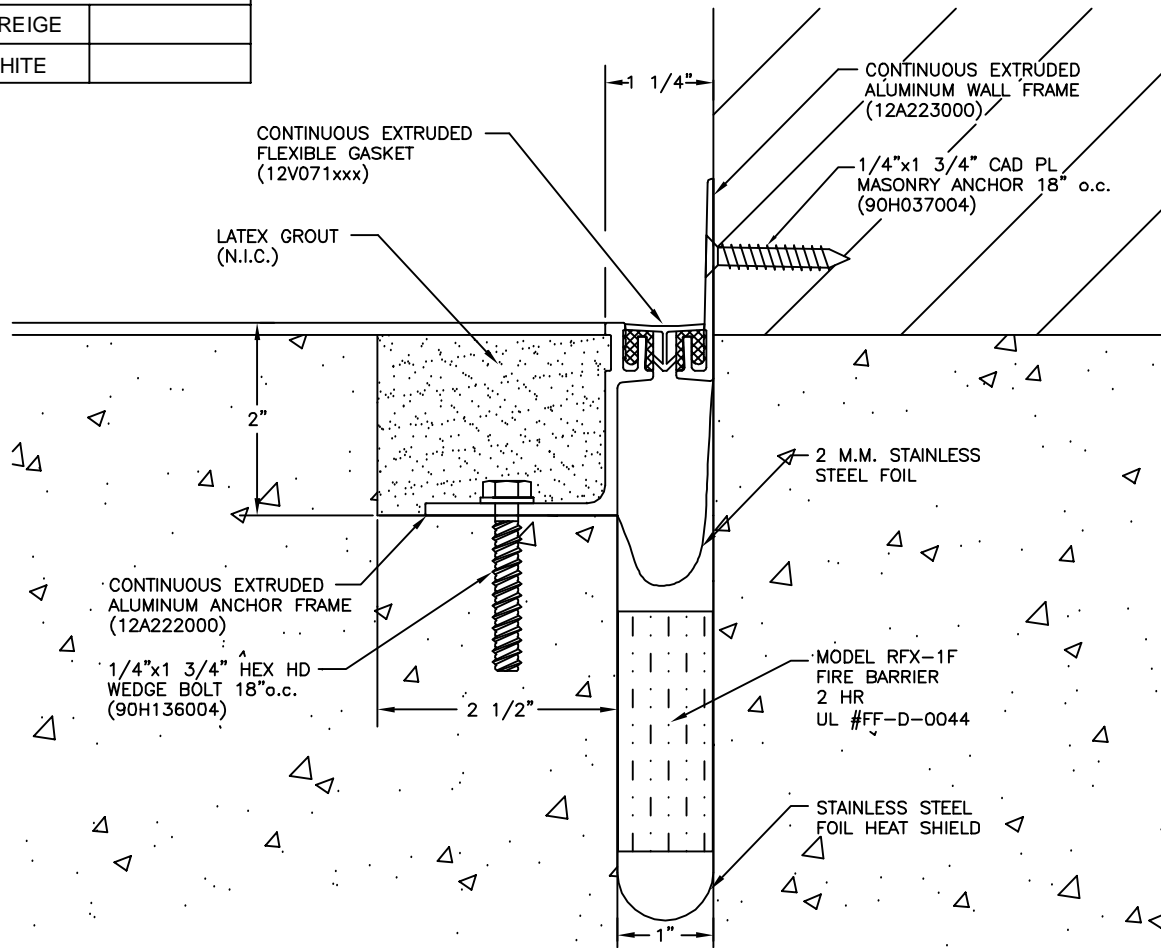 REIGE
HITE
1 1/4"
CONTINUOUS EXTRUDED
ALUMINUM WALL FRAME
(12A223000)
CONTINUOUS EXTRUDED
FLEXIBLE GASKET
(12V071xxx)
1/4"x1 3/4" CAD PL
MASONRY ANCHOR 18" o.c.
(90H037004)
LATEX GROUT
(N.I.C.)
2"
2 M.M. STAINLESS
STEEL FOIL
CONTINUOUS EXTRUDED
ALUMINUM ANCHOR FRAME
(12A222000)
1/4"x1 3/4" HEX HD
WEDGE BOLT 18"o.c.
(90H136004)
2 1/2"
MODEL RFX-1F
FIRE BARRIER
2 HR
UL #FF-D-0044
STAINLESS STEEL
FOIL HEAT SHIELD
1"